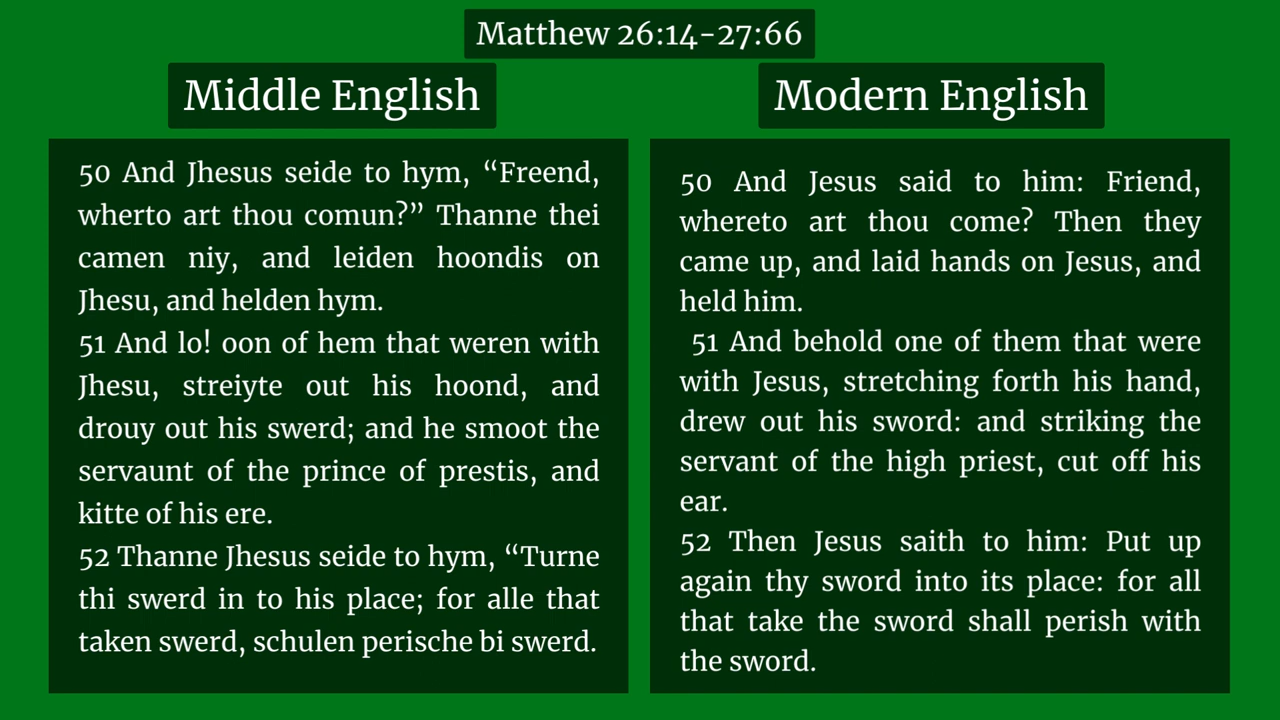 Matthew 26:14-27:66
Middle English
50 And Jhesus seide to hym, “Freend,
wherto art thou comun?” Thanne thei
camen niy, and leiden hoondis on
Jhesu, and helden hym.
51 And lo! oon of hem that weren with
Jhesu, streiyte out his hoond, and
drouy out his swerd; and he smoot the
servaunt of the prince of prestis, and
kitte of his ere.
52 Thanne Jhesus seide to hym, “Turne
thi swerd in to his place; for alle that
taken swerd, schulen perische bi swerd.
Modern English
50 And Jesus said to him: Friend,
whereto art thou come? Then they
came up, and laid hands on Jesus, and
held him.
51 And behold one of them that were
with Jesus, stretching forth his hand,
drew out his sword: and striking the
servant of the high priest, cut off his
ear.
52 Then Jesus saith to him: Put up
again thy sword into its place: for all
that take the sword shall perish with
the sword.